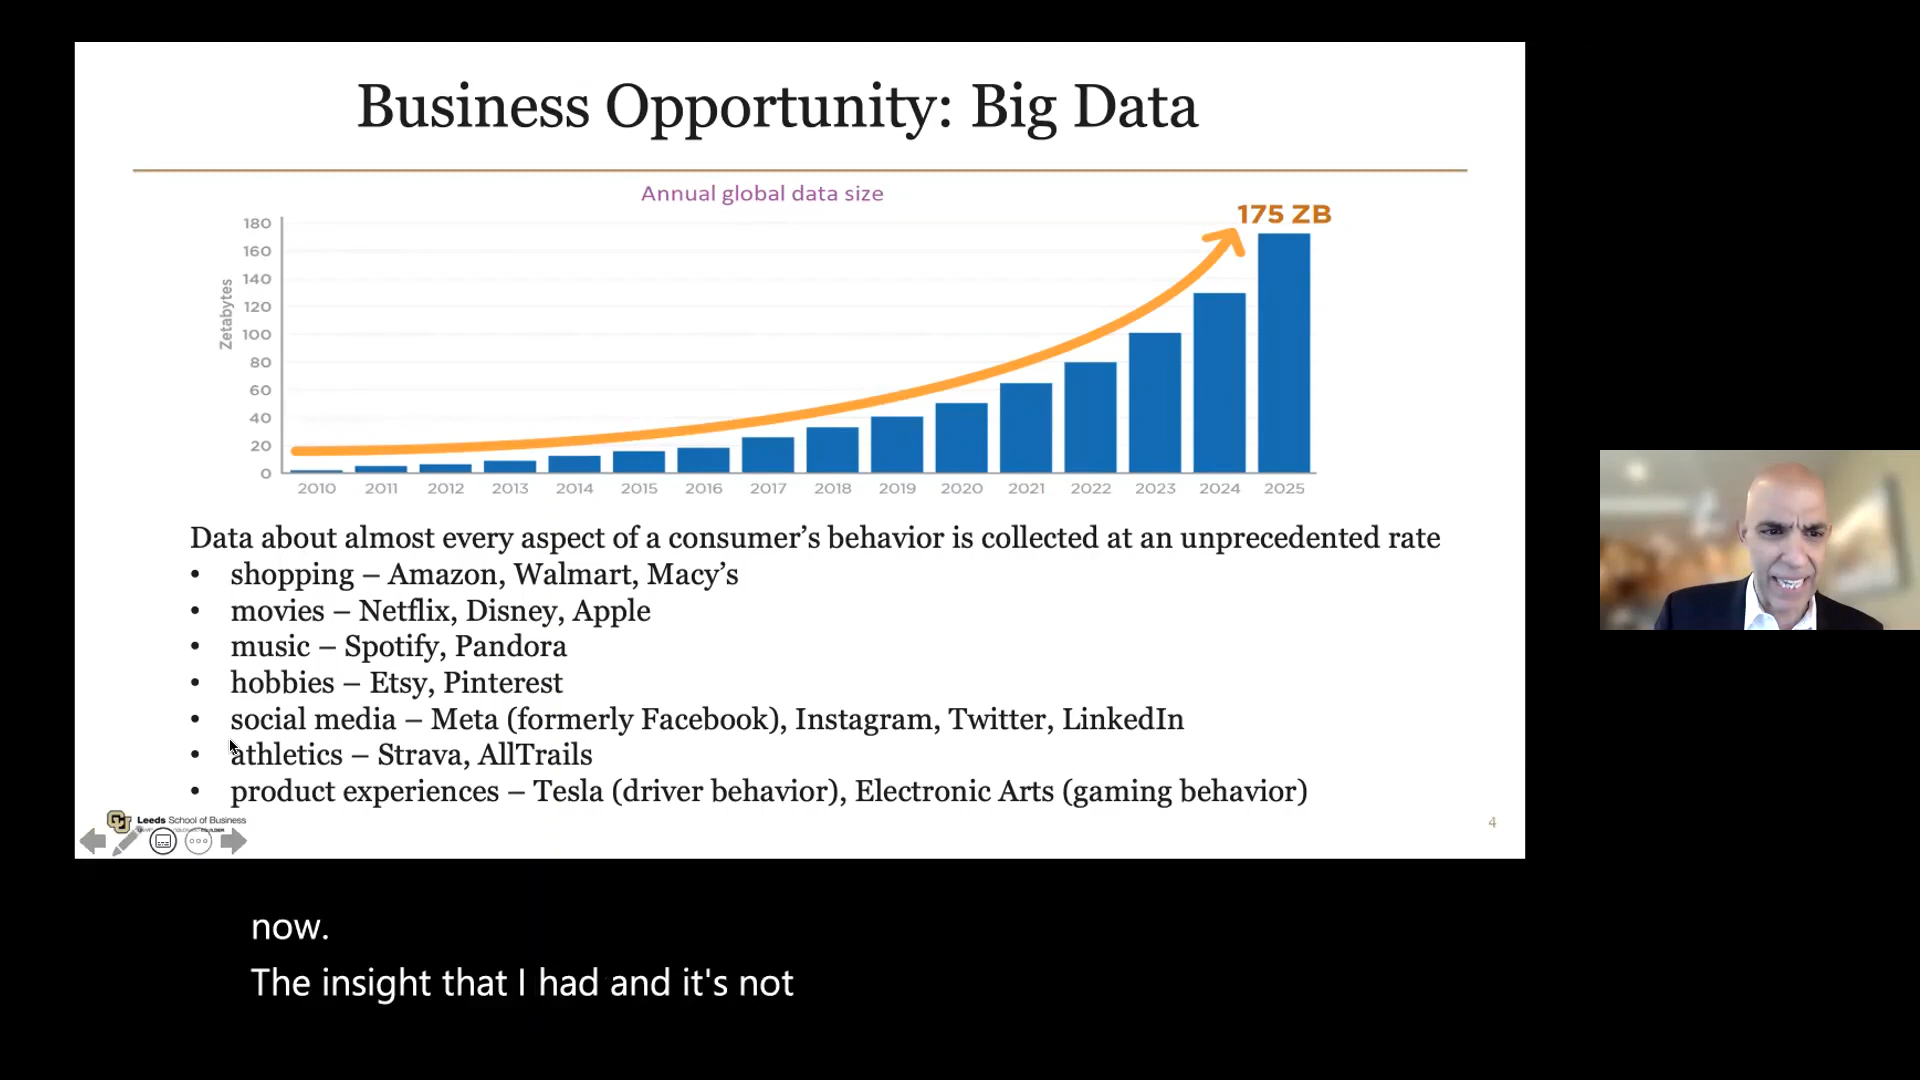 Business Opportunity: Big Data
Annual global data size
175 ZB
Zetabytes
180
160
140
120
100
80
60
40
20
0
2010 2011 2012 2013 2014 2015 2016 2017 2018 2019 2020 2021 2022 2023 2024 2025
Data about almost every aspect of a consumer’s behavior is collected at an unprecedented rate
• shopping – Amazon, Walmart, Macy’s
• movies – Netflix, Disney, Apple
• music – Spotify, Pandora
• hobbies – Etsy, Pinterest
• social media – Meta (formerly Facebook), Instagram, Twitter, LinkedIn
• athletics – Strava, AllTrails
• product experiences – Tesla (driver behavior), Electronic Arts (gaming behavior)
Leeds School of Business
4
now.
The insight that I had and it's not